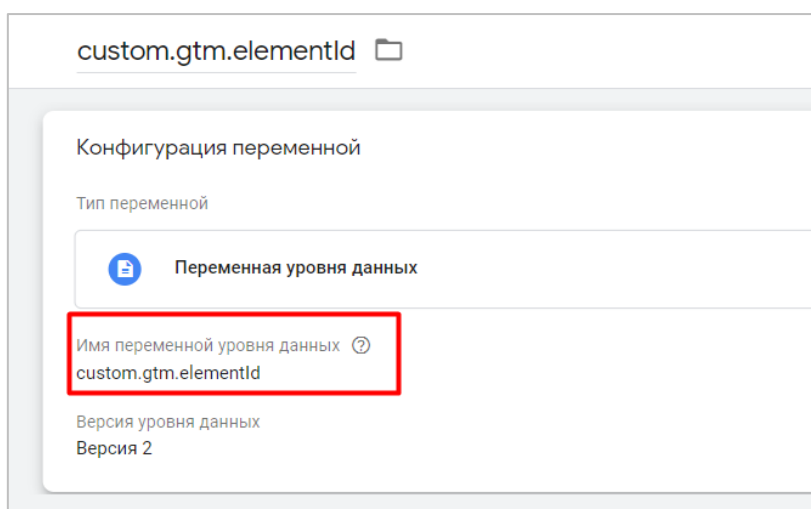 custom.gtm.elementId
Конфигурация переменной
Тип переменной
Переменная уровня данных
Имя переменной уровня данных
custom.gtm.elementId
Версия уровня данных
Версия 2